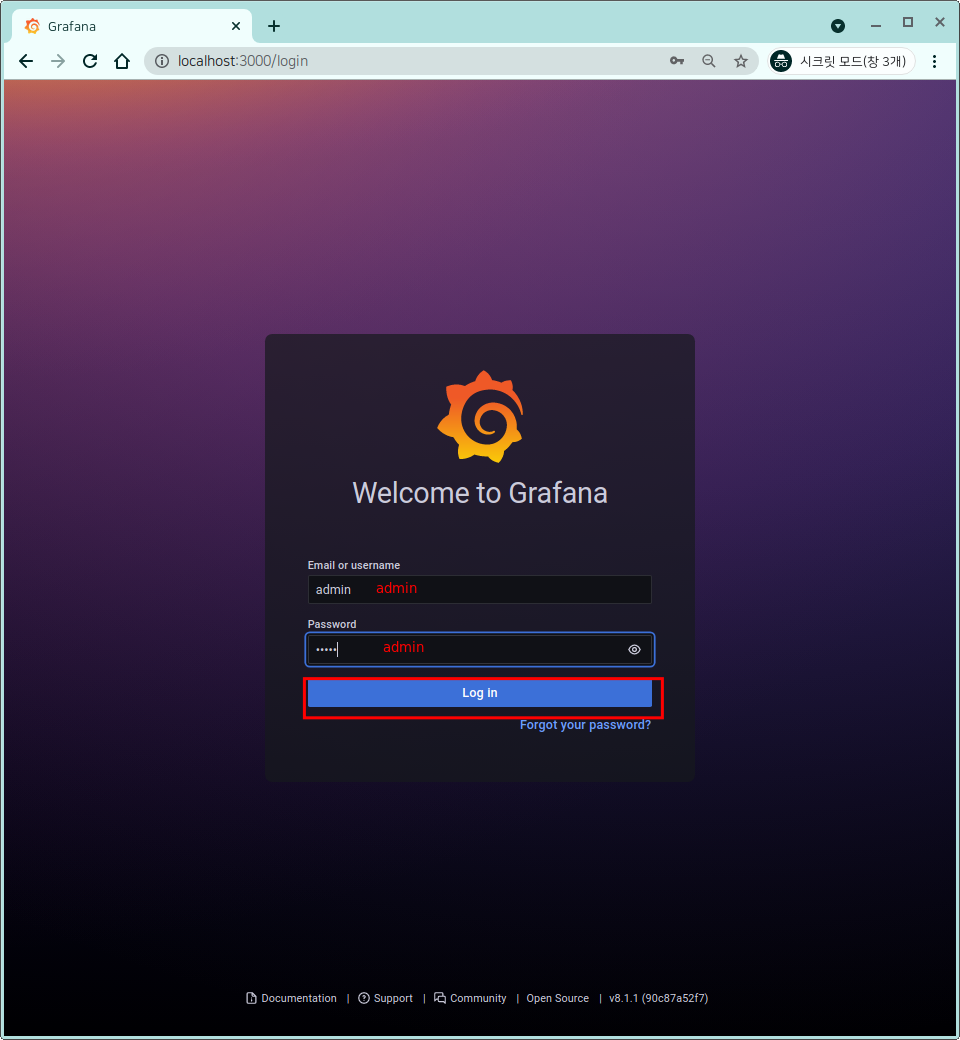 Grafana
localhost:3000/login
시크릿 모드(창 3개)
Welcome to Grafana
Email or username
admin admin
Password
••••• admin
Log in
Forgot your password?
Documentation | Support | Community | Open Source | v8.1.1 (90c87a52f7)